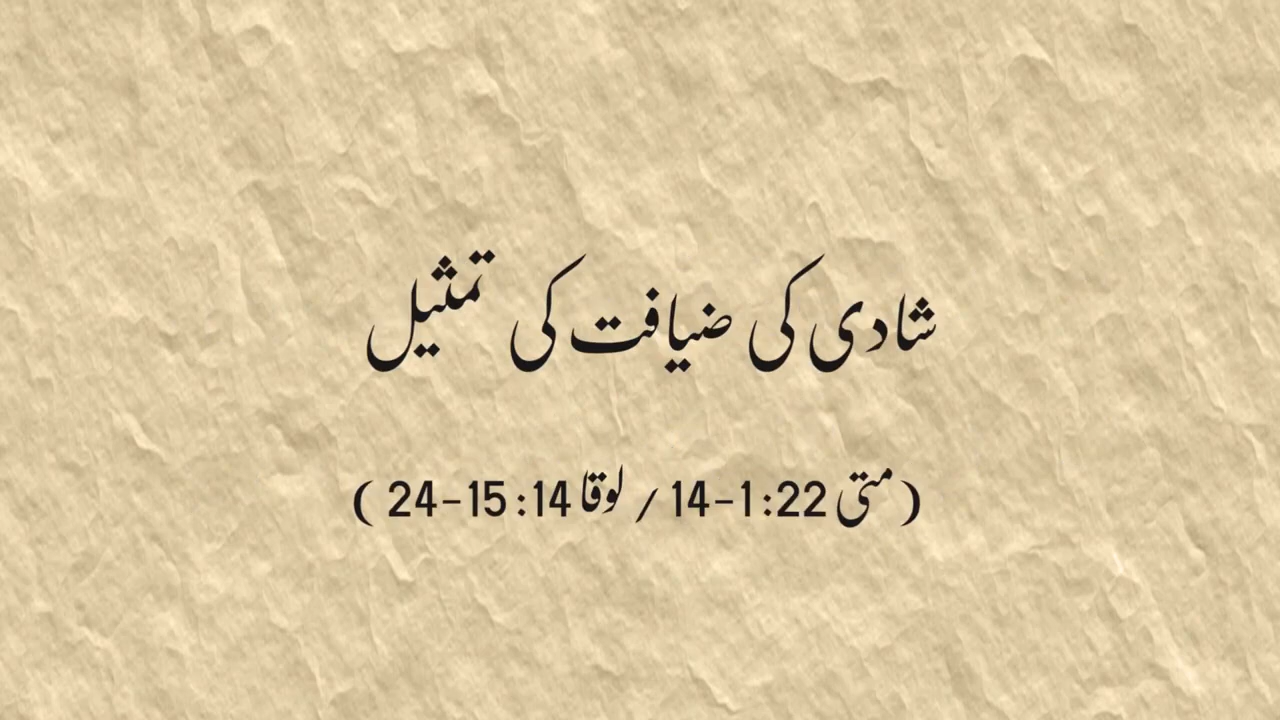 شادی کی ضیافت کی تمثیل
(متی 22:1-14 / لوقا 14:15-24)